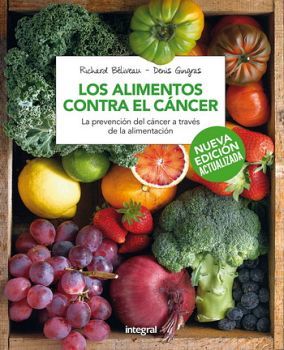 Richard Béliveau - Denis Gingras
LOS ALIMENTOS
CONTRA EL CÁNCER
La prevención del cáncer a través
de la alimentación
NUEVA
EDICIÓN
ACTUALIZADA
integral